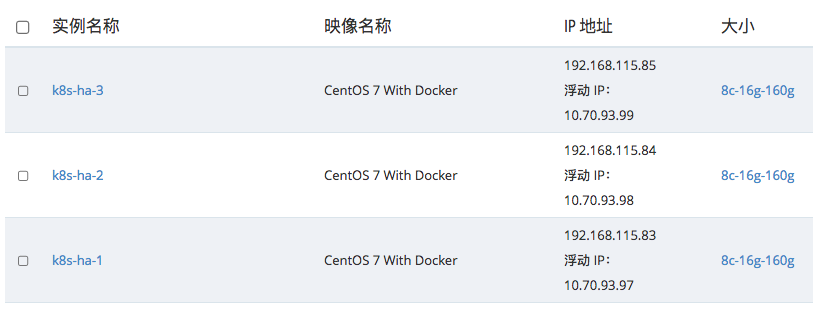 实例名称 映像名称 IP 地址 大小
192.168.115.85
k8s-ha-3 CentOS 7 With Docker 浮动 IP: 8c-16g-160g
10.70.93.99
192.168.115.84
k8s-ha-2 CentOS 7 With Docker 浮动 IP: 8c-16g-160g
10.70.93.98
192.168.115.83
k8s-ha-1 CentOS 7 With Docker 浮动 IP: 8c-16g-160g
10.70.93.97